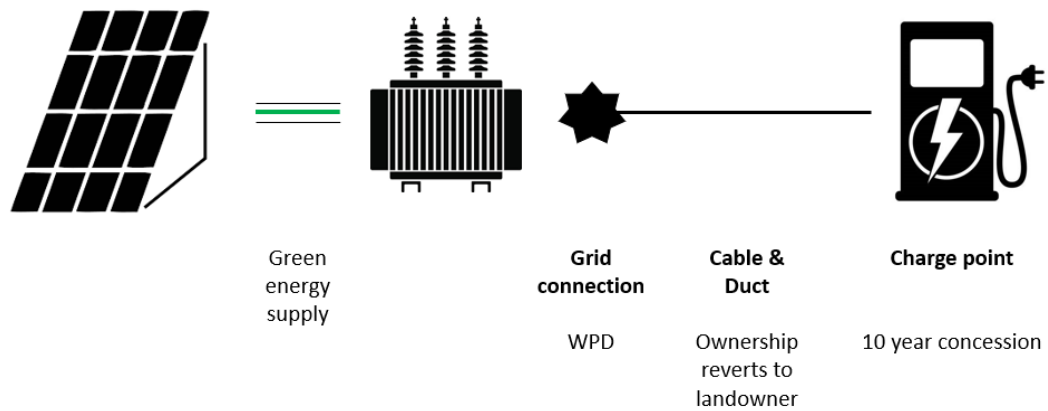 Green
energy
supply
Grid
connection
WPD
Cable &
Duct
Ownership
reverts to
landowner
Charge point
10 year concession